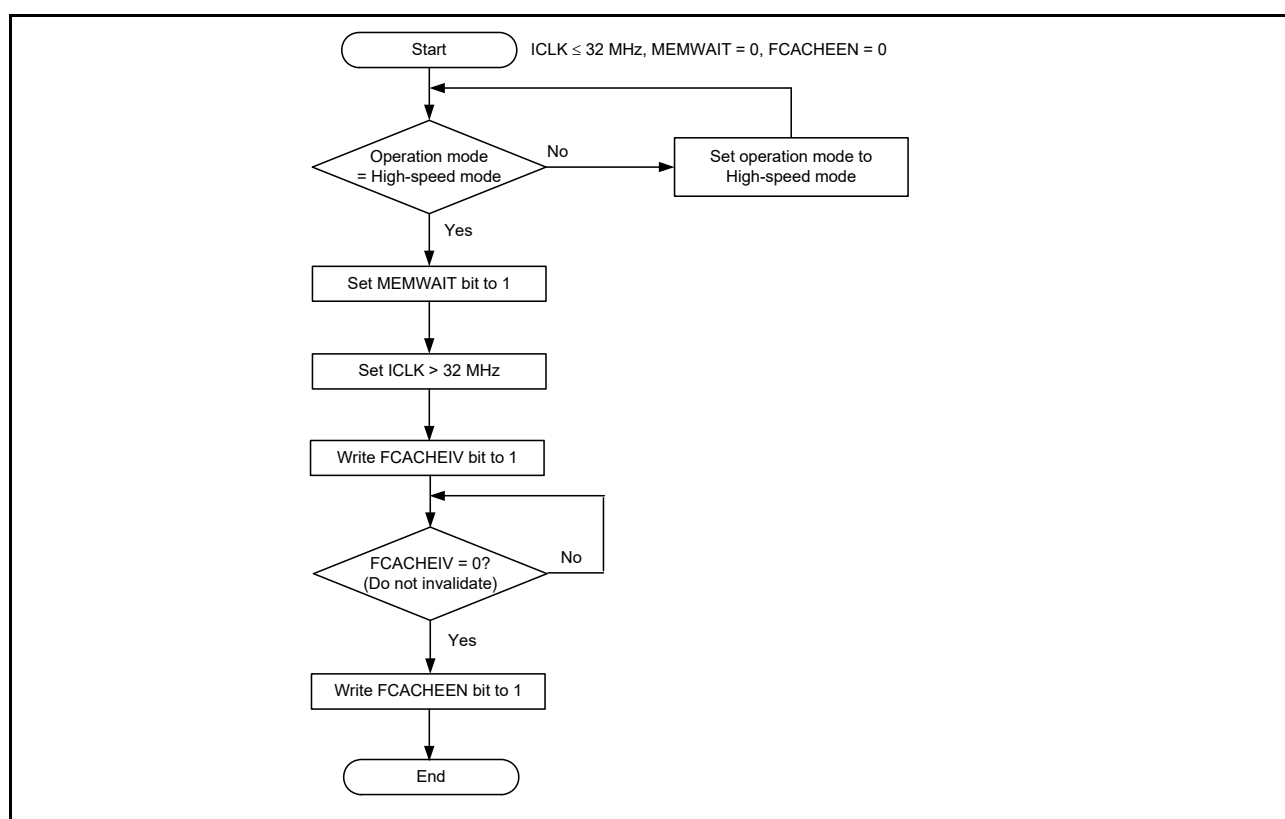 Start
ICLK ≤ 32 MHz, MEMWAIT = 0, FCACHEEN = 0
Operation mode
= High-speed mode
No
Set operation mode to
High-speed mode
Yes
Set MEMWAIT bit to 1
Set ICLK > 32 MHz
Write FCACHEIV bit to 1
FCACHEIV = 0?
(Do not invalidate)
No
Yes
Write FCACHEEN bit to 1
End